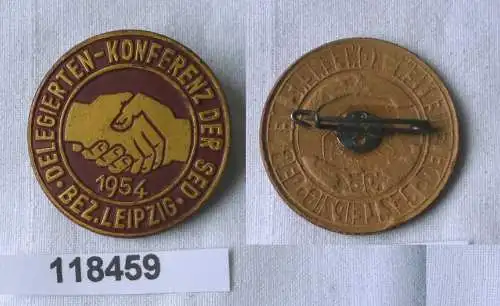 · DELEGIERTEN-KONFERENZ DER SED ·
1954
BEZ. LEIPZIG
118459